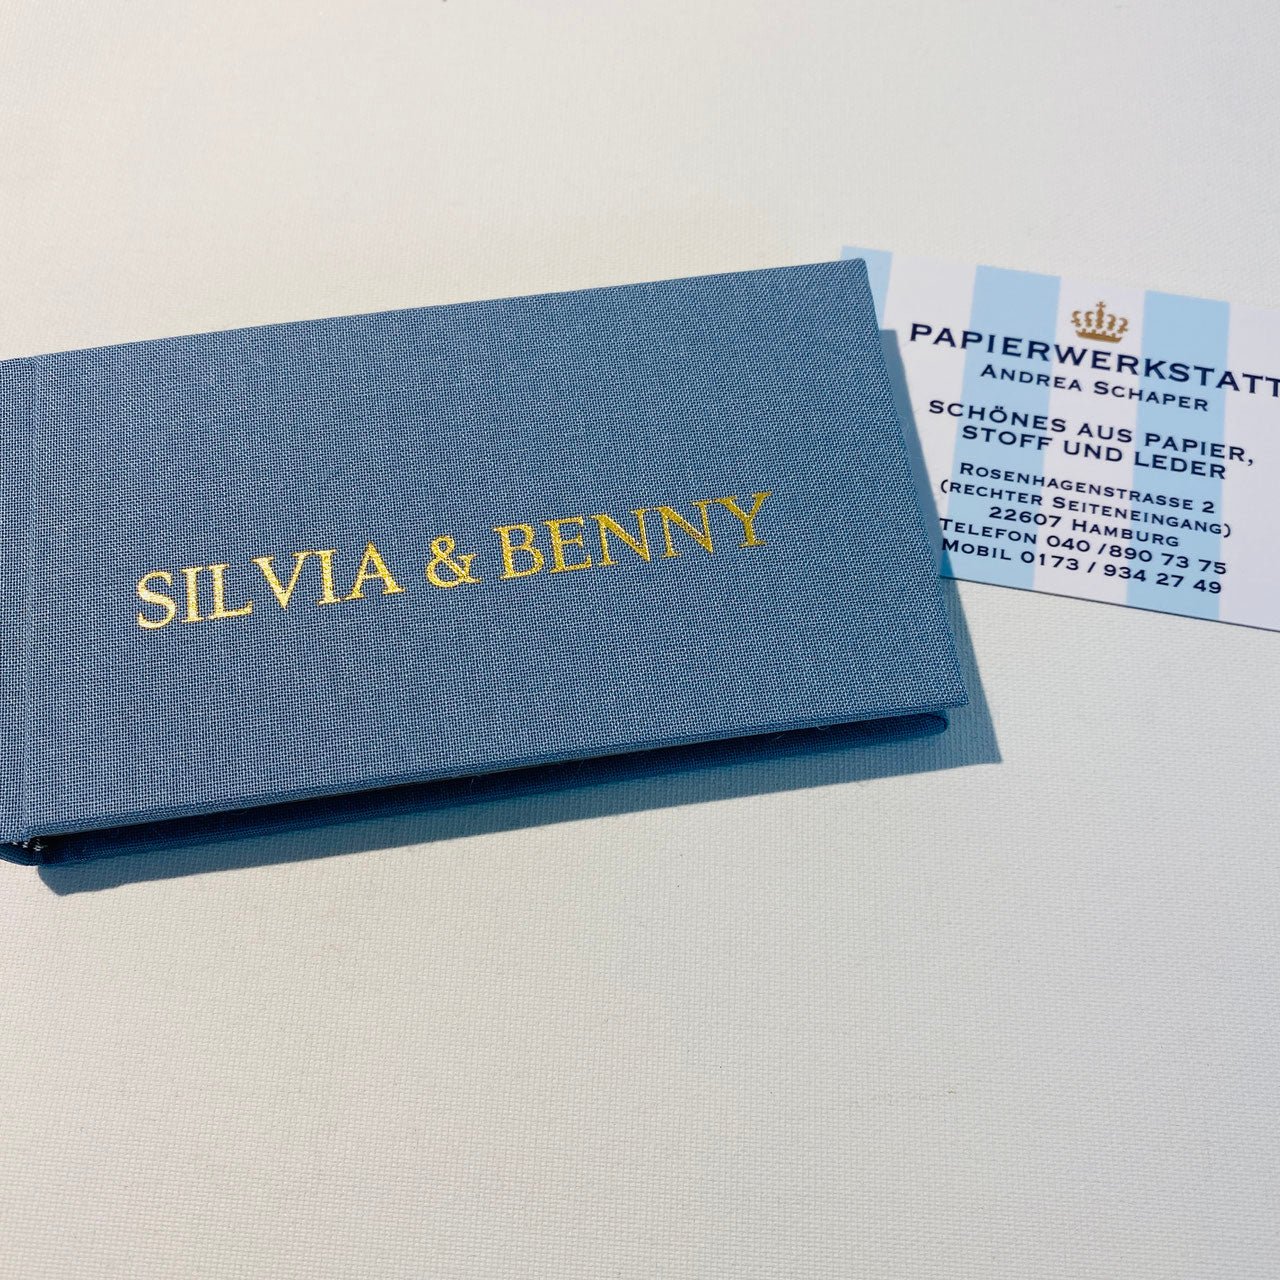 SILVIA & BENNY
PAPIERWERKSTATT
ANDREA SCHAPER
SCHÖNES AUS PAPIER,
STOFF UND LEDER
ROSENHAGENSTRASSE 2
(RECHTER SEITENEINGANG)
22607 HAMBURG
TELEFON 040 / 890 73 75
MOBIL 0173 / 934 27 49